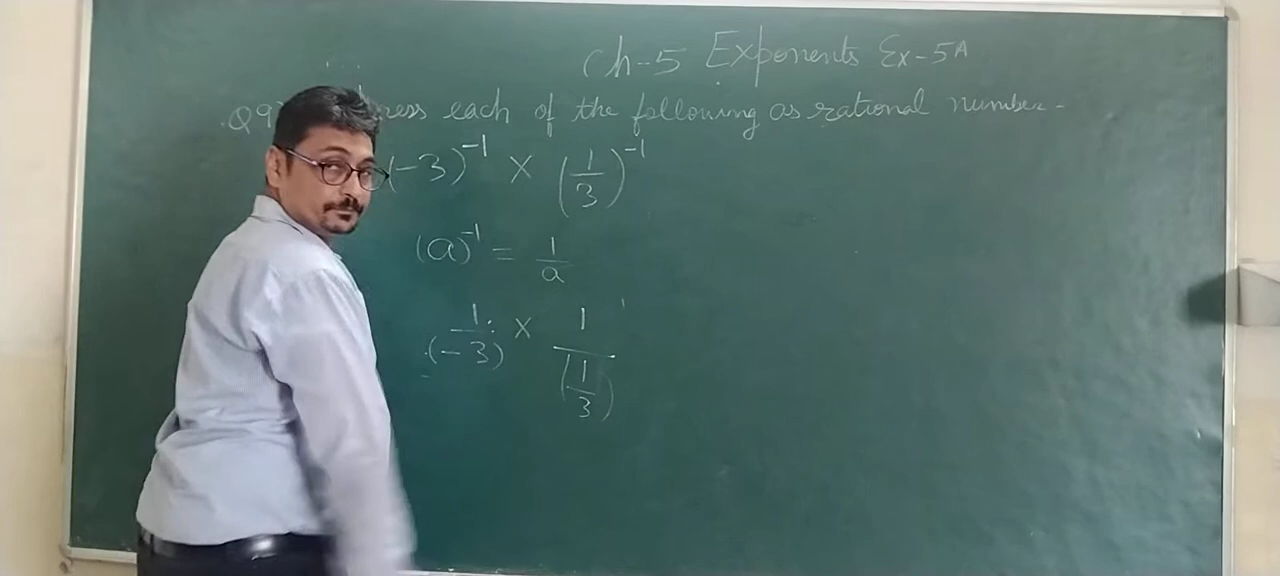 Ch-5 Exponents Ex-5A
Q9 each of the following as rational number.
(-3)^-1 × (1/3)^-1
(a)^-1 = 1/a
1/(-3) × 1/(1/3)